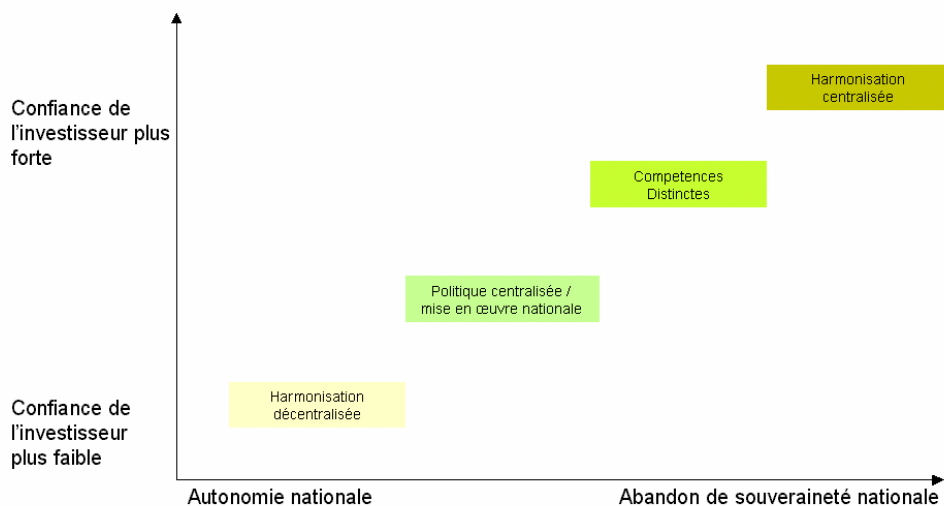 Harmonisation
centralisée
Confiance de
l'investisseur plus
forte
Competences
Distinctes
Politique centralisée /
mise en œuvre nationale
Harmonisation
décentralisée
Confiance de
l'investisseur
plus faible
Autonomie nationale
Abandon de souveraineté nationale